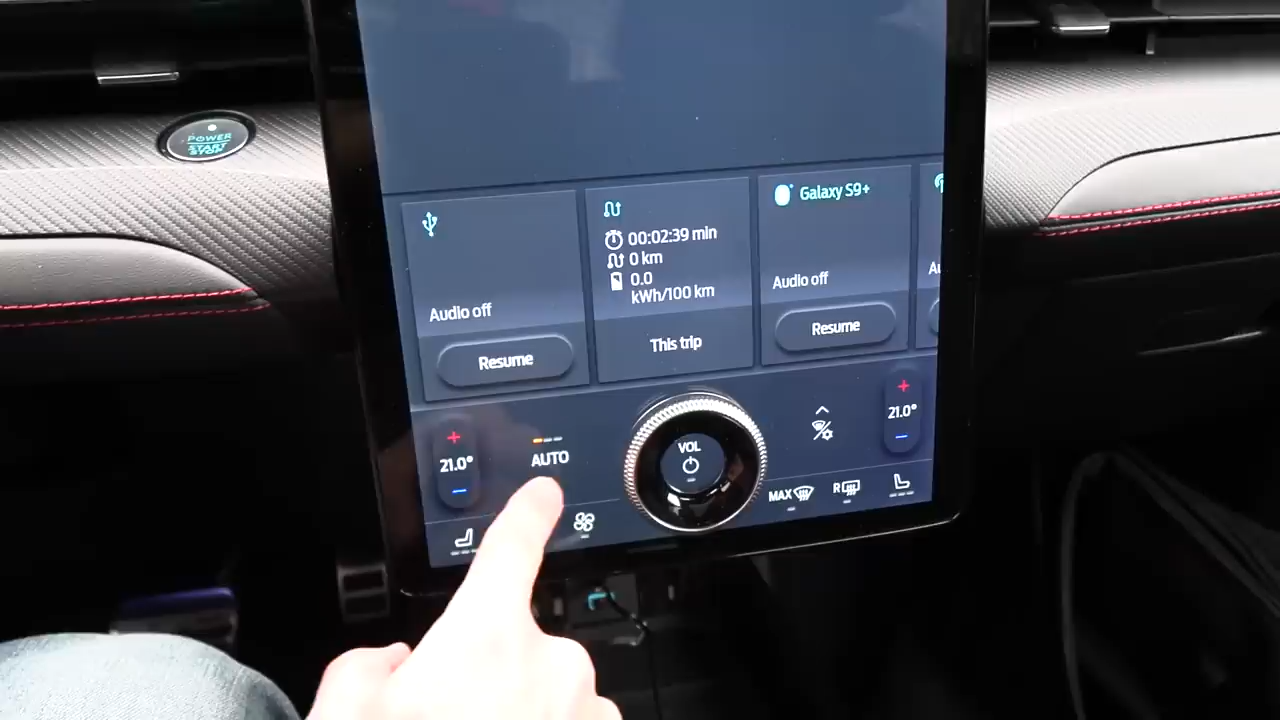 POWER
START
STOP
Audio off
Resume
00:02:39 min
0 km
0.0
kWh/100 km
This trip
Galaxy S9+
Audio off
Resume
21.0°
AUTO
VOL
21.0°
MAX
R